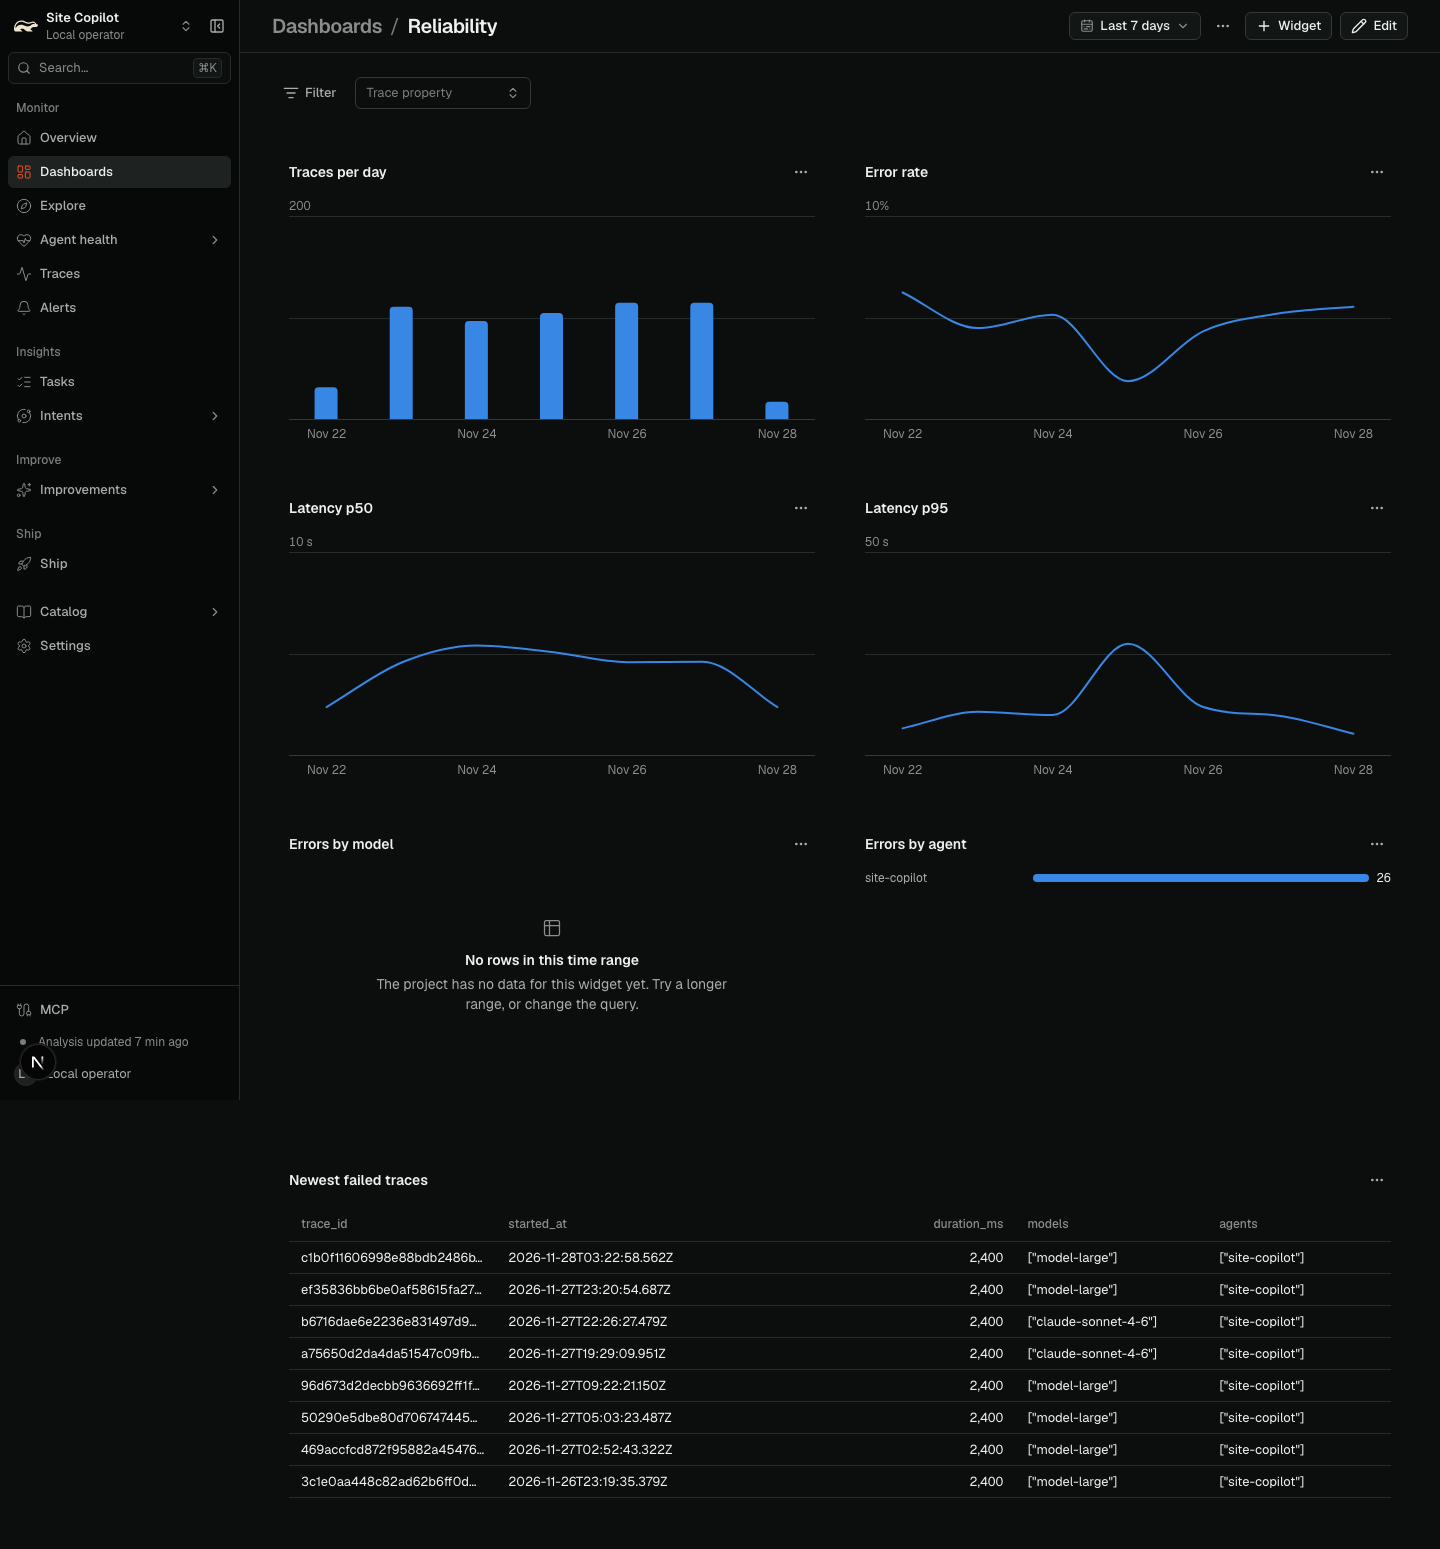 Site Copilot
Local operator
Search...
⌘K
Monitor
Overview
Dashboards
Explore
Agent health
Traces
Alerts
Insights
Tasks
Intents
Improve
Improvements
Ship
Ship
Catalog
Settings
MCP
Analysis updated 7 min ago
Local operator
Dashboards / Reliability
Last 7 days
Widget
Edit
Filter
Trace property
Traces per day
200
Nov 22 Nov 24 Nov 26 Nov 28
Error rate
10%
Nov 22 Nov 24 Nov 26 Nov 28
Latency p50
10 s
Nov 22 Nov 24 Nov 26 Nov 28
Latency p95
50 s
Nov 22 Nov 24 Nov 26 Nov 28
Errors by model
No rows in this time range
The project has no data for this widget yet. Try a longer
range, or change the query.
Errors by agent
site-copilot 26
Newest failed traces
trace_id started_at duration_ms models agents
c1b0f11606998e88bdb2486b... 2026-11-28T03:22:58.562Z 2,400 ["model-large"] ["site-copilot"]
ef35836bb6be0af58615fa27... 2026-11-27T23:20:54.687Z 2,400 ["model-large"] ["site-copilot"]
b6716dae6e2236e831497d9... 2026-11-27T22:26:27.479Z 2,400 ["claude-sonnet-4-6"] ["site-copilot"]
a75650d2da4da51547c09fb... 2026-11-27T19:29:09.951Z 2,400 ["claude-sonnet-4-6"] ["site-copilot"]
96d673d2decbb9636692ff1f... 2026-11-27T09:22:21.150Z 2,400 ["model-large"] ["site-copilot"]
50290e5dbe80d706747445... 2026-11-27T05:03:23.487Z 2,400 ["model-large"] ["site-copilot"]
469accfcd872f95882a45476... 2026-11-27T02:52:43.322Z 2,400 ["model-large"] ["site-copilot"]
3c1e0aa448c82ad62b6ff0d... 2026-11-26T23:19:35.379Z 2,400 ["model-large"] ["site-copilot"]